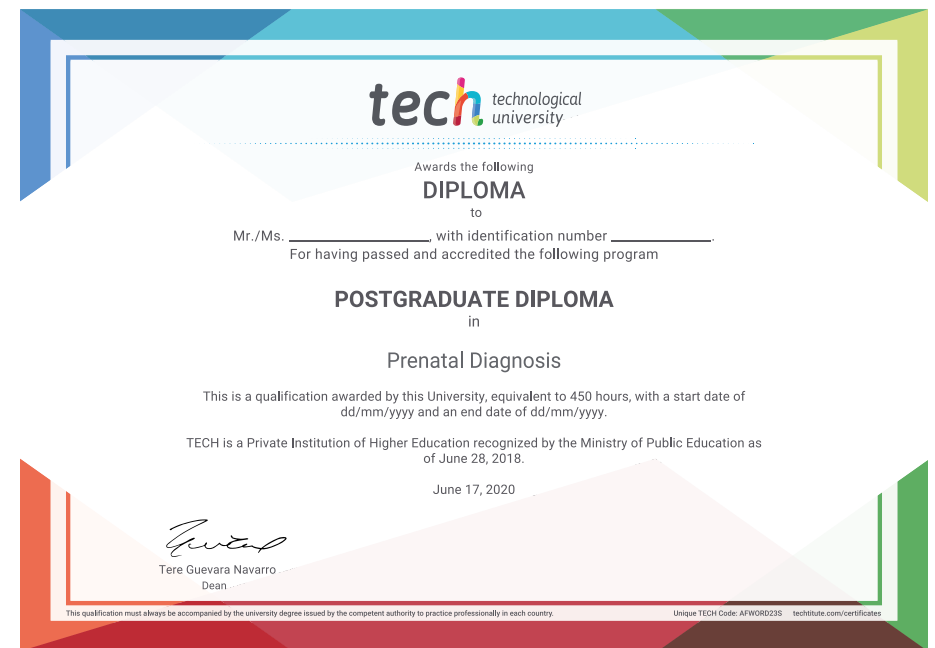 tech technological
university
Awards the following
DIPLOMA
to
Mr./Ms. ____________, with identification number _________.
For having passed and accredited the following program
POSTGRADUATE DIPLOMA
in
Prenatal Diagnosis
This is a qualification awarded by this University, equivalent to 450 hours, with a start date of
dd/mm/yyyy and an end date of dd/mm/yyyy.
TECH is a Private Institution of Higher Education recognized by the Ministry of Public Education as
of June 28, 2018.
June 17, 2020
Tere Guevara Navarro
Dean
This qualification must always be accompanied by the university degree issued by the competent authority to practice professionally in each country. Unique TECH Code: AFWORD23S techtitute.com/certificates